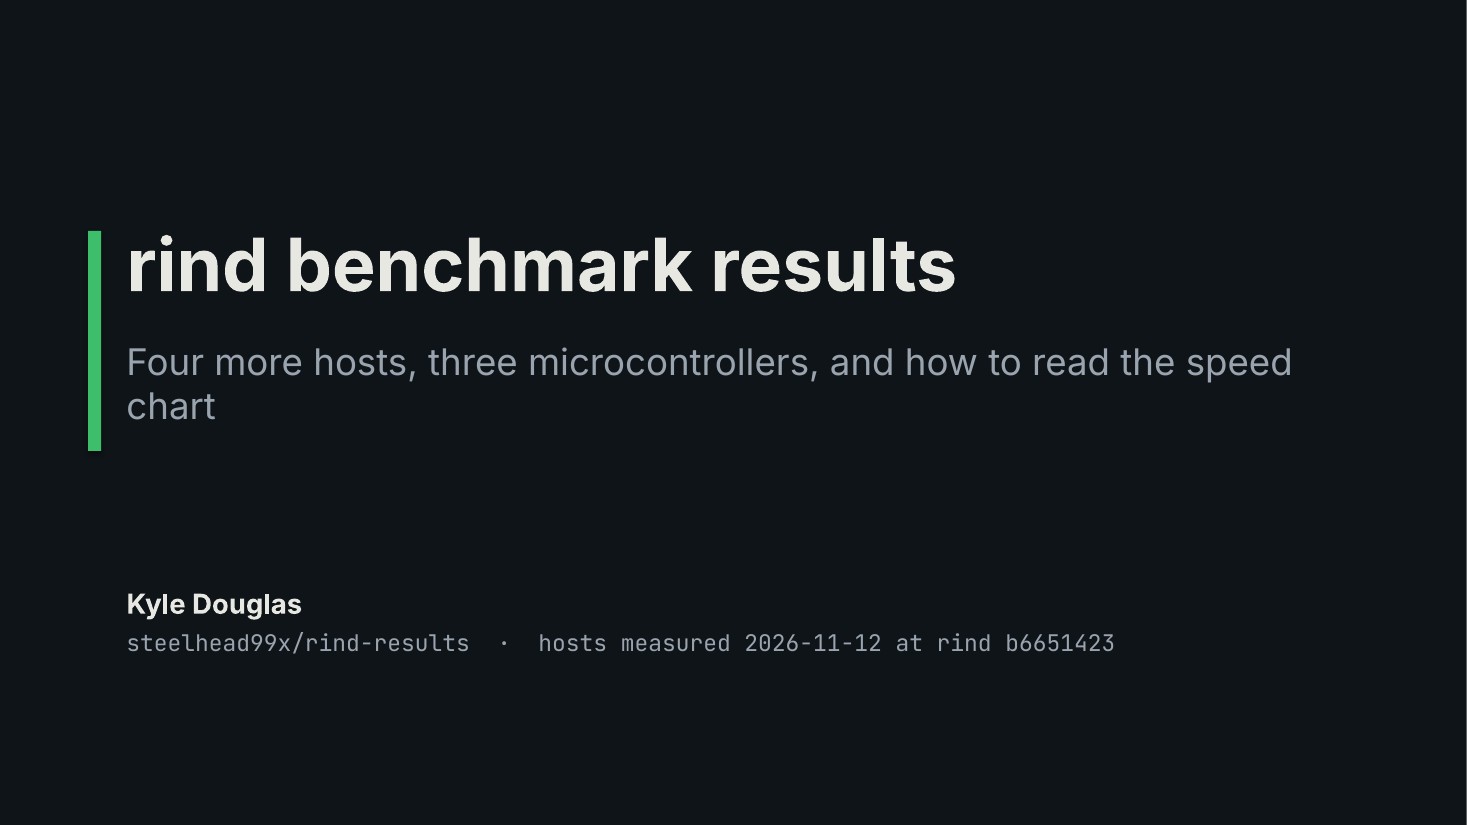 rind benchmark results
Four more hosts, three microcontrollers, and how to read the speed
chart
Kyle Douglas
steelhead99x/rind-results · hosts measured 2026-11-12 at rind b6651423